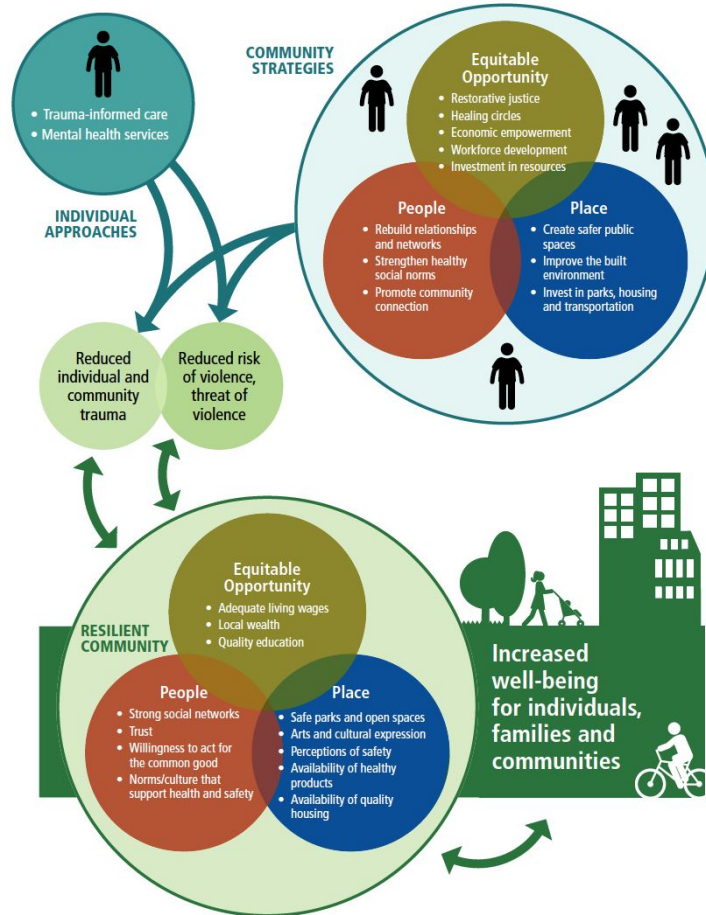 • Trauma-informed care
• Mental health services
INDIVIDUAL
APPROACHES
COMMUNITY
STRATEGIES
Equitable
Opportunity
• Restorative justice
• Healing circles
• Economic empowerment
• Workforce development
• Investment in resources
People
• Rebuild relationships
and networks
• Strengthen healthy
social norms
• Promote community
connection
Place
• Create safer public
spaces
• Improve the built
environment
• Invest in parks, housing
and transportation
Reduced
individual and
community
trauma
Reduced risk
of violence,
threat of
violence
RESILIENT
COMMUNITY
Equitable
Opportunity
• Adequate living wages
• Local wealth
• Quality education
People
• Strong social networks
• Trust
• Willingness to act for
the common good
• Norms/culture that
support health and safety
Place
• Safe parks and open spaces
• Arts and cultural expression
• Perceptions of safety
• Availability of healthy
products
• Availability of quality
housing
Increased
well-being
for individuals,
families and
communities